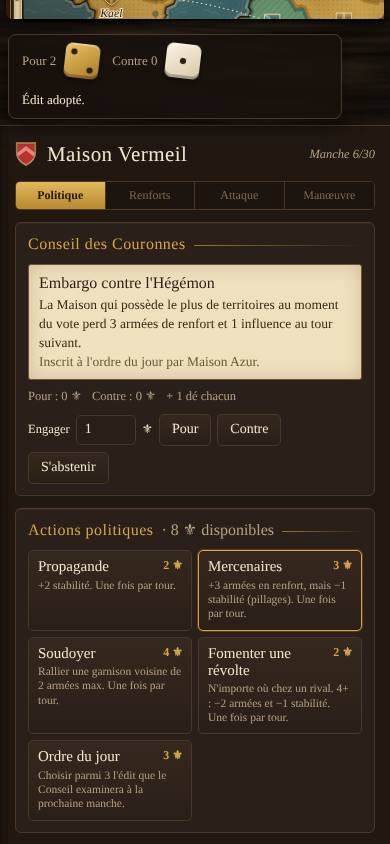 Kael
Pour 2
Contre 0
Édit adopté.
Maison Vermeil
Manche 6/30
Politique
Renforts
Attaque
Manœuvre
Conseil des Couronnes
Embargo contre l'Hégémon
La Maison qui possède le plus de territoires au moment
du vote perd 3 armées de renfort et 1 influence au tour
suivant.
Inscrit à l'ordre du jour par Maison Azur.
Pour : 0 ⚜ Contre : 0 ⚜ + 1 dé chacun
Engager 1 ⚜ Pour Contre
S'abstenir
Actions politiques · 8 ⚜ disponibles
Propagande 2 ⚜
+2 stabilité. Une fois par tour.
Mercenaires 3 ⚜
+3 armées en renfort, mais −1
stabilité (pillages). Une fois
par tour.
Soudoyer 4 ⚜
Rallier une garnison voisine de
2 armées max. Une fois par
tour.
Fomenter une 2 ⚜
révolte
N'importe où chez un rival. 4+
: −2 armées et −1 stabilité.
Une fois par tour.
Ordre du jour 3 ⚜
Choisir parmi 3 l'édit que le
Conseil examinera à la
prochaine manche.